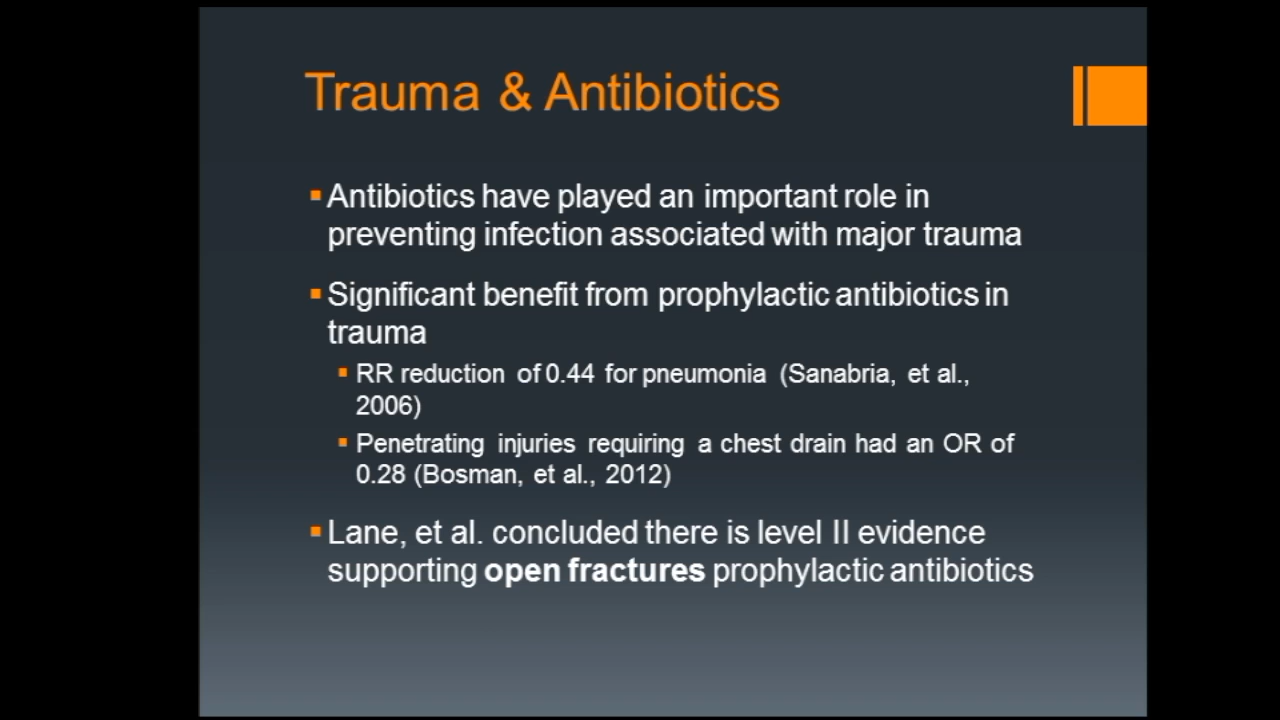 Trauma & Antibiotics
Antibiotics have played an important role in
preventing infection associated with major trauma
Significant benefit from prophylactic antibiotics in
trauma
RR reduction of 0.44 for pneumonia (Sanabria, et al.,
2006)
Penetrating injuries requiring a chest drain had an OR of
0.28 (Bosman, et al., 2012)
Lane, et al. concluded there is level II evidence
supporting open fractures prophylactic antibiotics